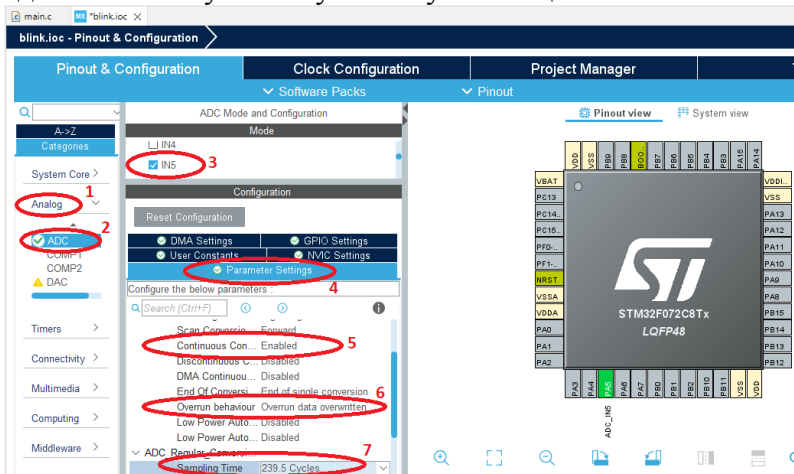 main.c *blink.ioc
blink.ioc - Pinout & Configuration
Pinout & Configuration Clock Configuration Project Manager
Software Packs Pinout
ADC Mode and Configuration
Mode
IN4
IN5 3
Configuration
Reset Configuration
DMA Settings GPIO Settings
User Constants NVIC Settings
Parameter Settings
4
Configure the below parameters :
Search (Ctrl+F)
Scan Conversio... Forward
Continuous Con... Enabled 5
Discontinuous C... Disabled
DMA Continuou... Disabled
End Of Conversi... End of single conversion
6
Overrun behaviour Overrun data overwritten
Low Power Auto... Disabled
Low Power Auto... Disabled
7
ADC_Regular_Conversi...
Sampling Time 239.5 Cycles
A->Z
Categories
System Core
1
Analog
2
ADC
COMP1
COMP2
DAC
Timers
Connectivity
Multimedia
Computing
Middleware
Pinout view System view
VDD VSS PB9 PB8 BOO.. PB7 PB6 PB5 PB4 PB3 PA15 PA14
VBAT
PC13
PC14..
PC15..
PF0-..
PF1-..
NRST
VSSA
VDDA
PA0
PA1
PA2
VDDI..
VSS
PA13
PA12
PA11
PA10
PA9
PA8
PB15
PB14
PB13
PB12
ST
STM32F072C8Tx
LQFP48
PA3 PA4 PA5 PA6 PA7 PB0 PB1 PB2 PB10 PB11 VSS VDD
ADC_IN5